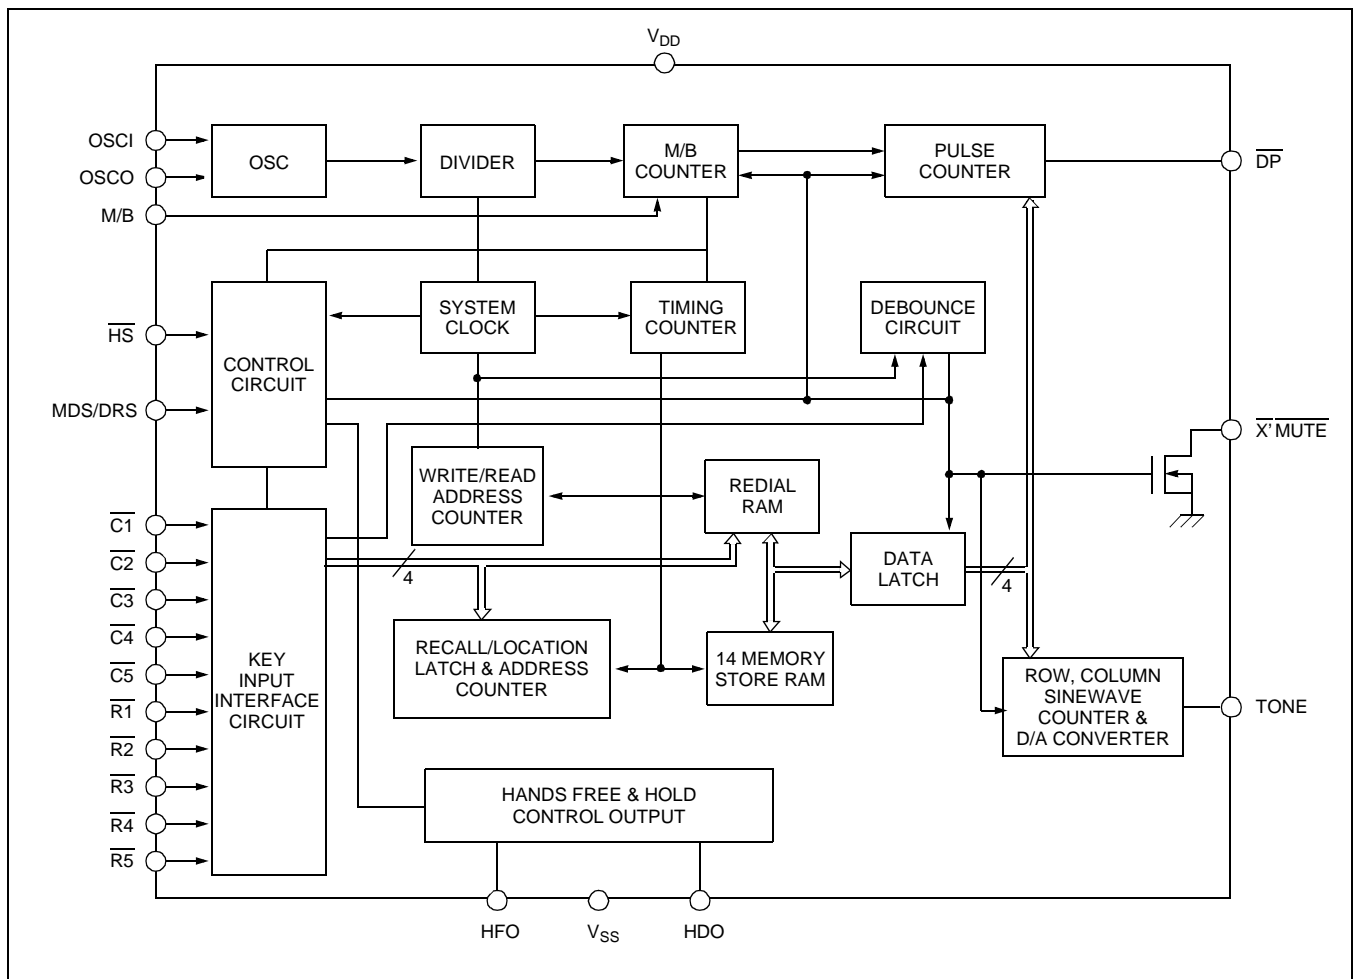 VDD
OSCI
OSCO
M/B
OSC
DIVIDER
M/B
COUNTER
PULSE
COUNTER
DP
HS
MDS/DRS
CONTROL
CIRCUIT
SYSTEM
CLOCK
TIMING
COUNTER
DEBOUNCE
CIRCUIT
X' MUTE
WRITE/READ
ADDRESS
COUNTER
REDIAL
RAM
DATA
LATCH
4
4
C1
C2
C3
C4
C5
R1
R2
R3
R4
R5
KEY
INPUT
INTERFACE
CIRCUIT
RECALL/LOCATION
LATCH & ADDRESS
COUNTER
14 MEMORY
STORE RAM
ROW, COLUMN
SINEWAVE
COUNTER &
D/A CONVERTER
TONE
HANDS FREE & HOLD
CONTROL OUTPUT
HFO
VSS
HDO